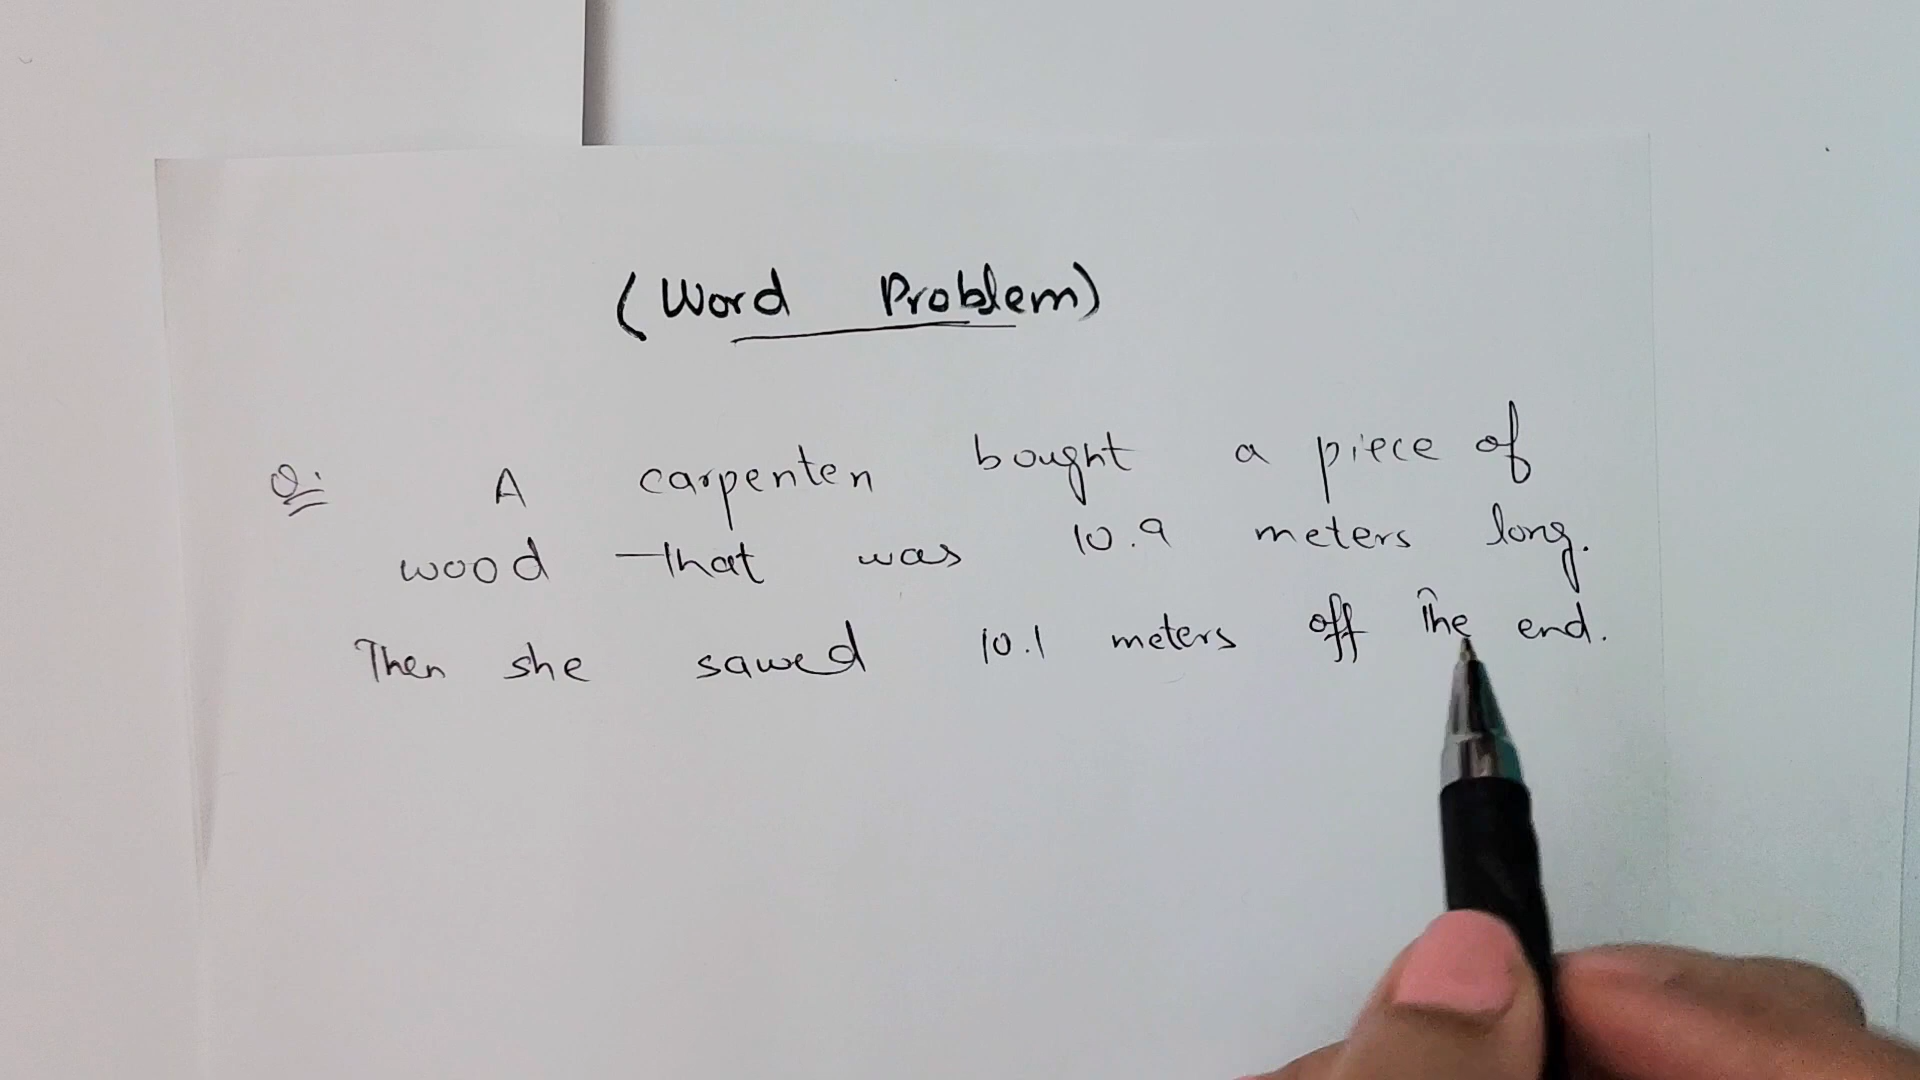 (Word Problem)
Q: A carpenten bought a piece of
wood that was 10.9 meters long.
Then she sawed 10.1 meters off the end.